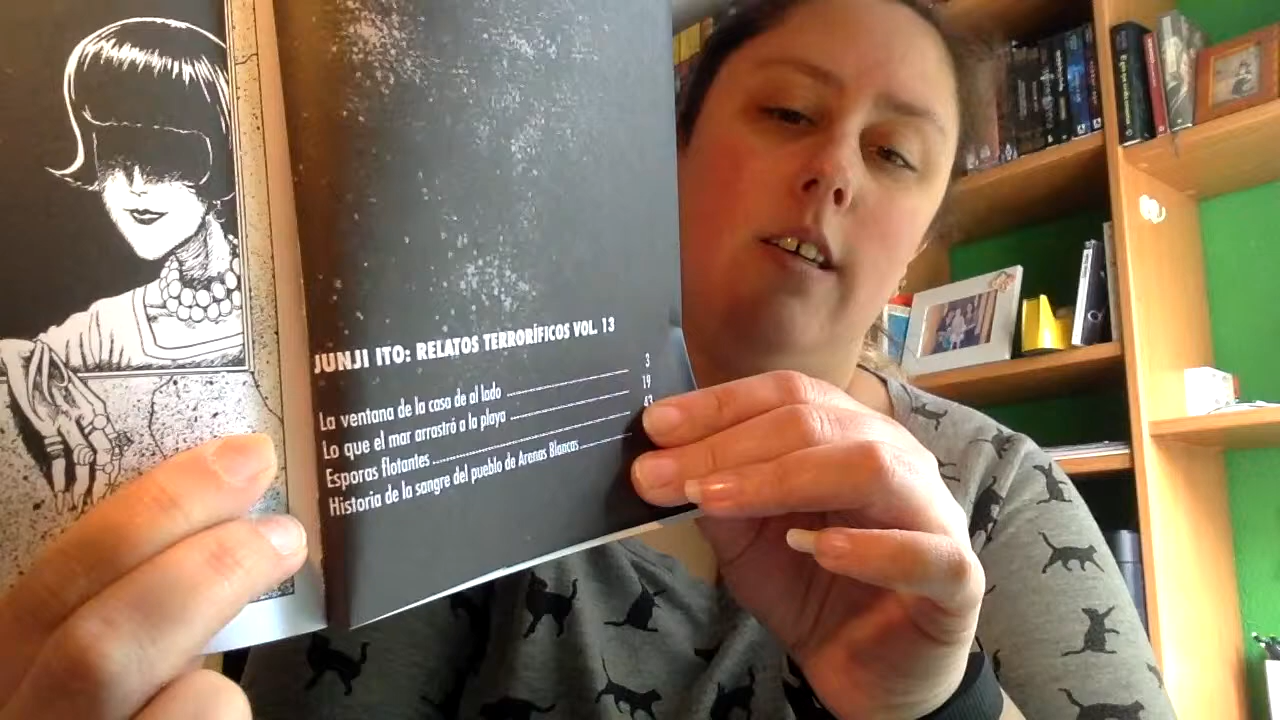 JUNJI ITO: RELATOS TERRORÍFICOS VOL. 13
La ventana de la casa de al lado 3
Lo que el mar arrastró a la playa 19
Esporas flotantes 43
Historia de la sangre del pueblo de Arenas Blancas